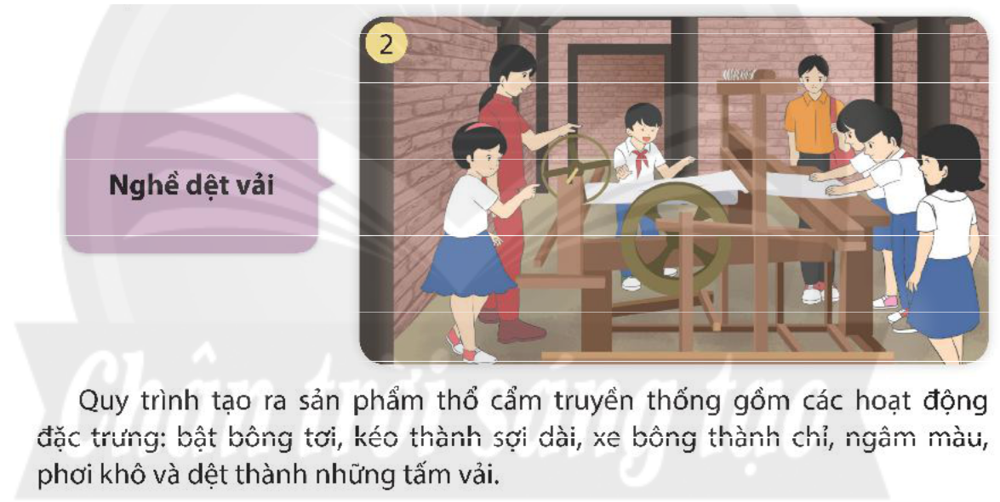 2
Nghề dệt vải
Chân trời sáng tạo
Quy trình tạo ra sản phẩm thổ cẩm truyền thống gồm các hoạt động
đặc trưng: bật bông tơi, kéo thành sợi dài, xe bông thành chỉ, ngâm màu,
phơi khô và dệt thành những tấm vải.